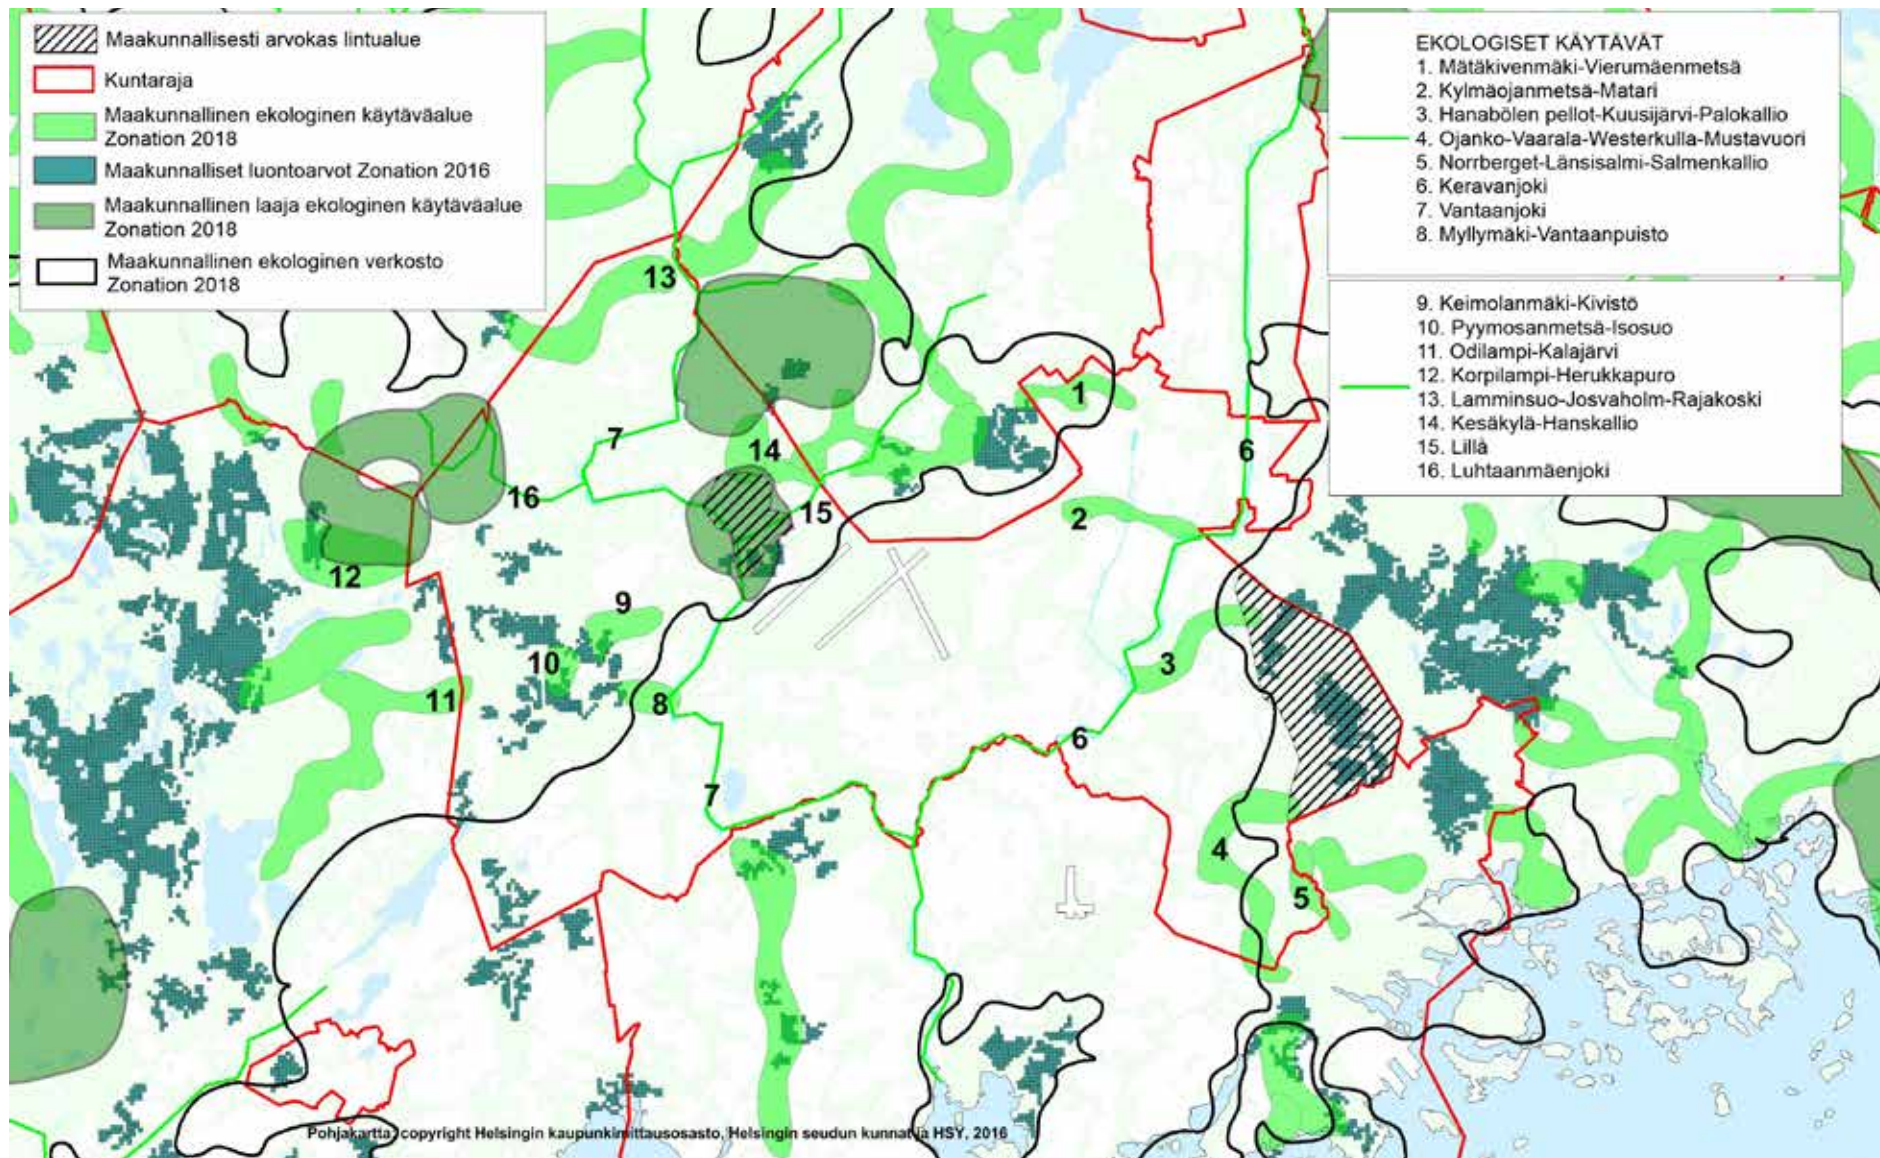 Maakunnallisesti arvokas lintualue
Kuntaraja
Maakunnallinen ekologinen käytäväalue
Zonation 2018
Maakunnalliset luontoarvot Zonation 2016
Maakunnallinen laaja ekologinen käytäväalue
Zonation 2018
Maakunnallinen ekologinen verkosto
Zonation 2018
EKOLOGISET KÄYTÄVÄT
1. Mätäkivenmäki-Vierumäenmetsä
2. Kylmäojanmetsä-Matari
3. Hanabölen pellot-Kuusijärvi-Palokallio
4. Ojanko-Vaarala-Westerkulla-Mustavuori
5. Norrberget-Länsisalmi-Salmenkallio
6. Keravanjoki
7. Vantaanjoki
8. Myllymäki-Vantaanpuisto
9. Keimolanmäki-Kivistö
10. Pyymosanmetsä-Isosuo
11. Odilampi-Kalajärvi
12. Korpilampi-Herukkapuro
13. Lamminsuo-Josvaholm-Rajakoski
14. Kesäkylä-Hanskallio
15. Lillå
16. Luhtaanmäenjoki
13
1
7
14
6
16
15
2
12
9
10
3
11
8
6
7
4
5
Pohjakartta, copyright Helsingin kaupunkimittausosasto, Helsingin seudun kunnat ja HSY, 2016